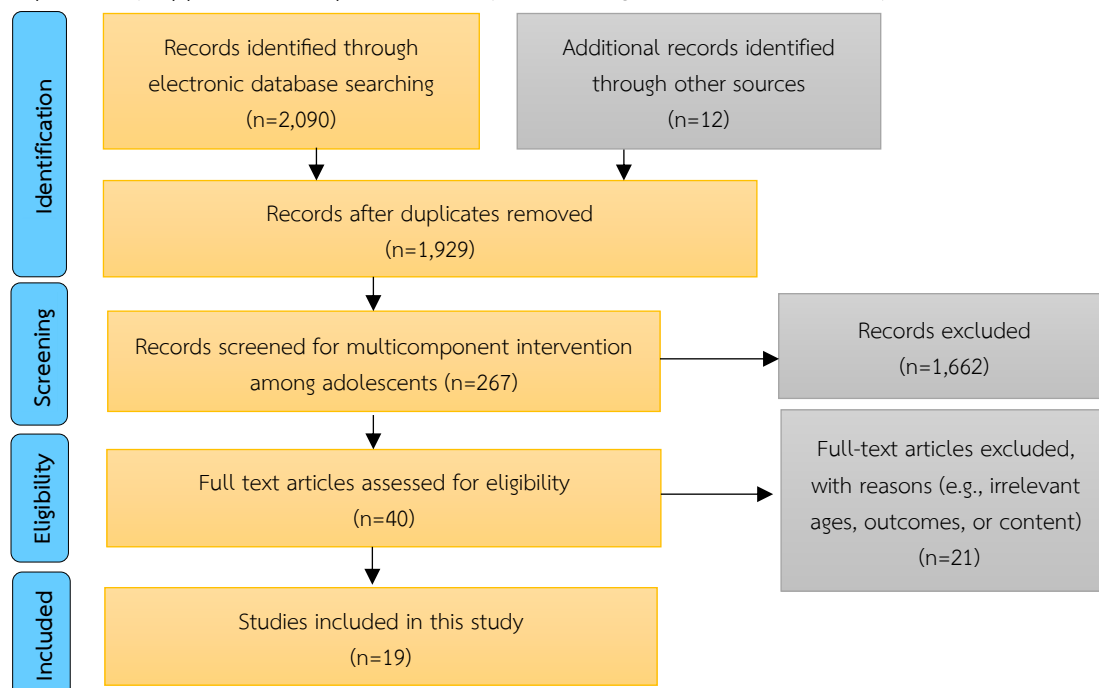 Identification
Records identified through
electronic database searching
(n=2,090)
Additional records identified
through other sources
(n=12)
Records after duplicates removed
(n=1,929)
Screening
Records screened for multicomponent intervention
among adolescents (n=267)
Records excluded
(n=1,662)
Eligibility
Full text articles assessed for eligibility
(n=40)
Full-text articles excluded,
with reasons (e.g., irrelevant
ages, outcomes, or content)
(n=21)
Included
Studies included in this study
(n=19)